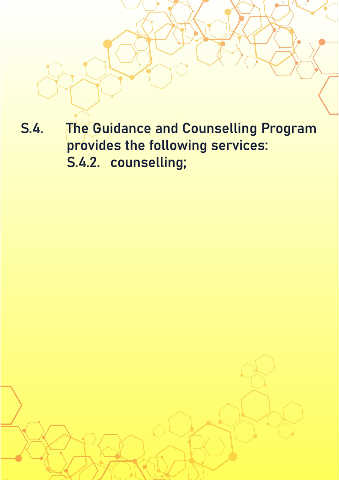 S.4. The Guidance and Counselling Program
provides the following services:
S.4.2. counselling;